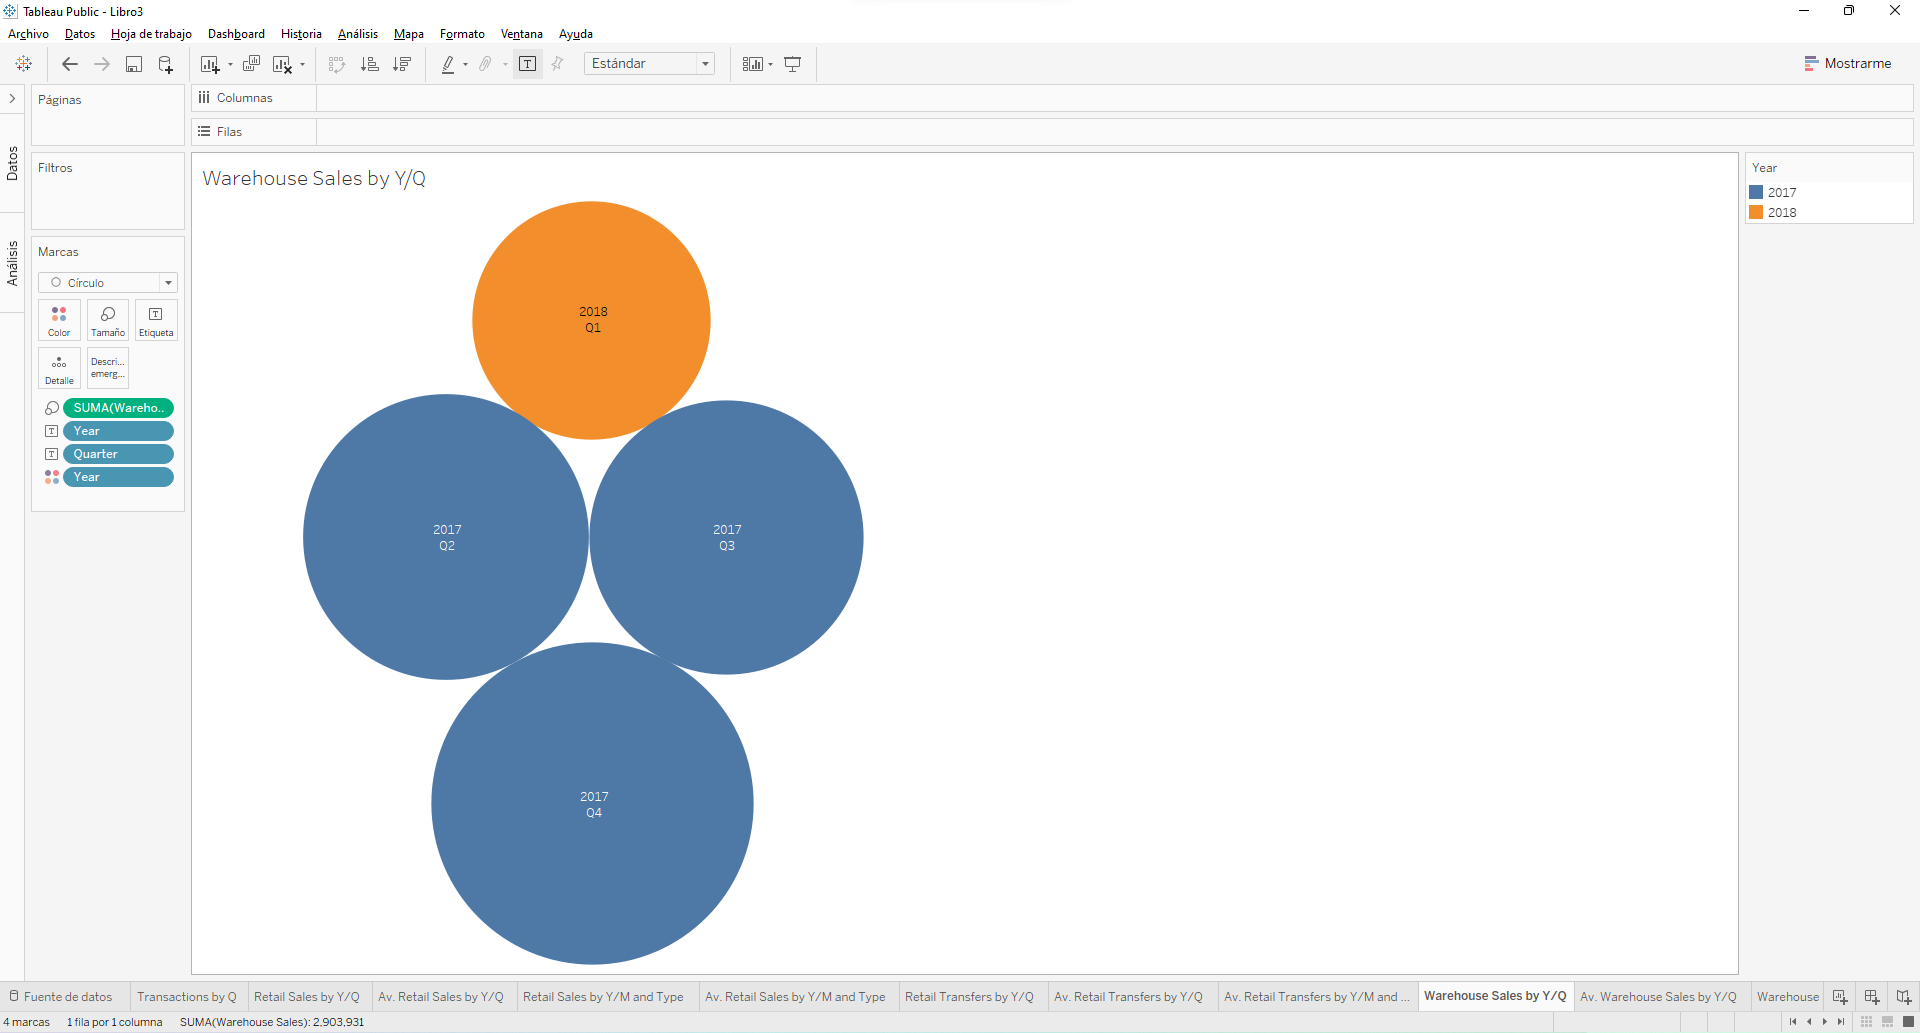 Tableau Public - Libro3
Archivo Datos Hoja de trabajo Dashboard Historia Análisis Mapa Formato Ventana Ayuda
Estándar
Mostrarme
Datos
Análisis
Páginas
Filtros
Marcas
Círculo
Color Tamaño Etiqueta
Detalle Descri... emerg...
SUMA(Wareho..
Year
Quarter
Year
Columnas
Filas
Warehouse Sales by Y/Q
2018
Q1
2017
Q2
2017
Q3
2017
Q4
Year
2017
2018
Fuente de datos Transactions by Q Retail Sales by Y/Q Av. Retail Sales by Y/Q Retail Sales by Y/M and Type Av. Retail Sales by Y/M and Type Retail Transfers by Y/Q Av. Retail Transfers by Y/Q Av. Retail Transfers by Y/M and ... Warehouse Sales by Y/Q Av. Warehouse Sales by Y/Q Warehouse
4 marcas 1 fila por 1 columna SUMA(Warehouse Sales): 2,903,931